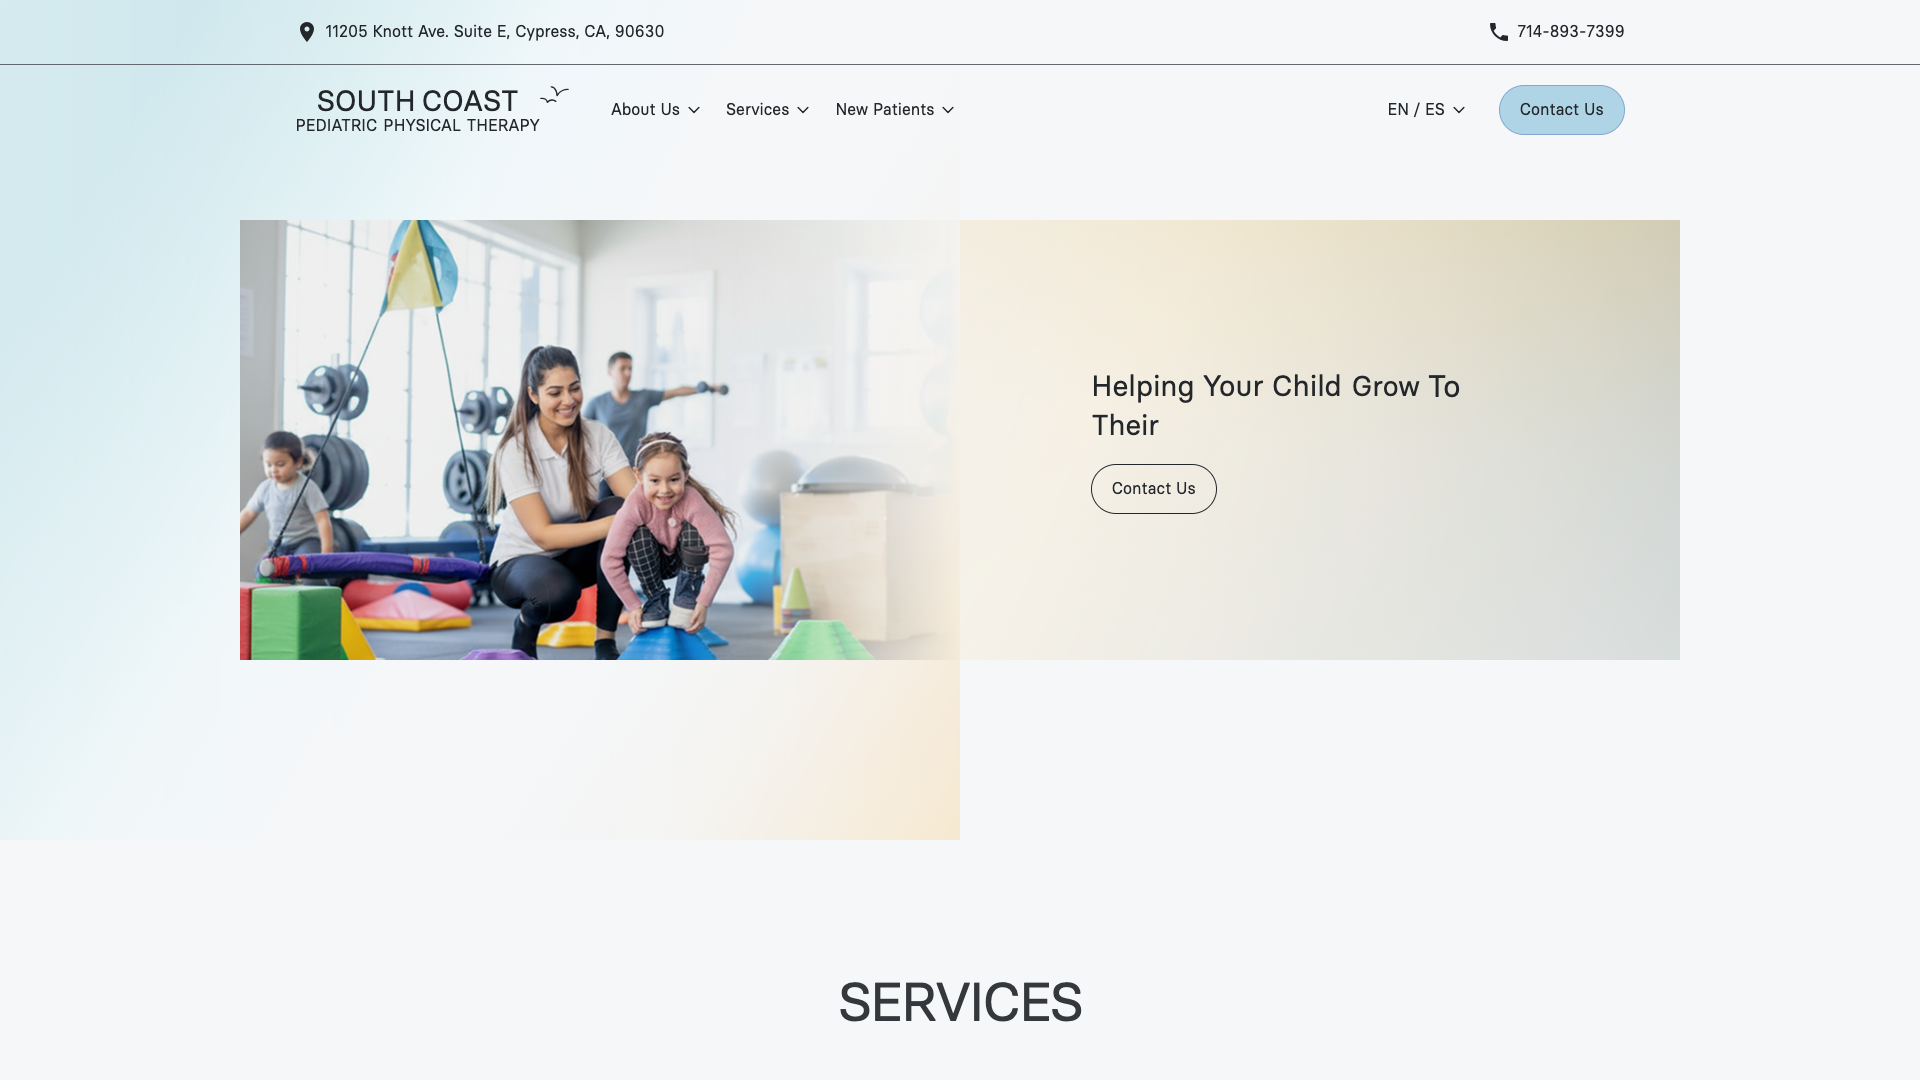 11205 Knott Ave. Suite E, Cypress, CA, 90630
714-893-7399
SOUTH COAST
PEDIATRIC PHYSICAL THERAPY
About Us
Services
New Patients
EN / ES
Contact Us
Helping Your Child Grow To
Their
Contact Us
SERVICES